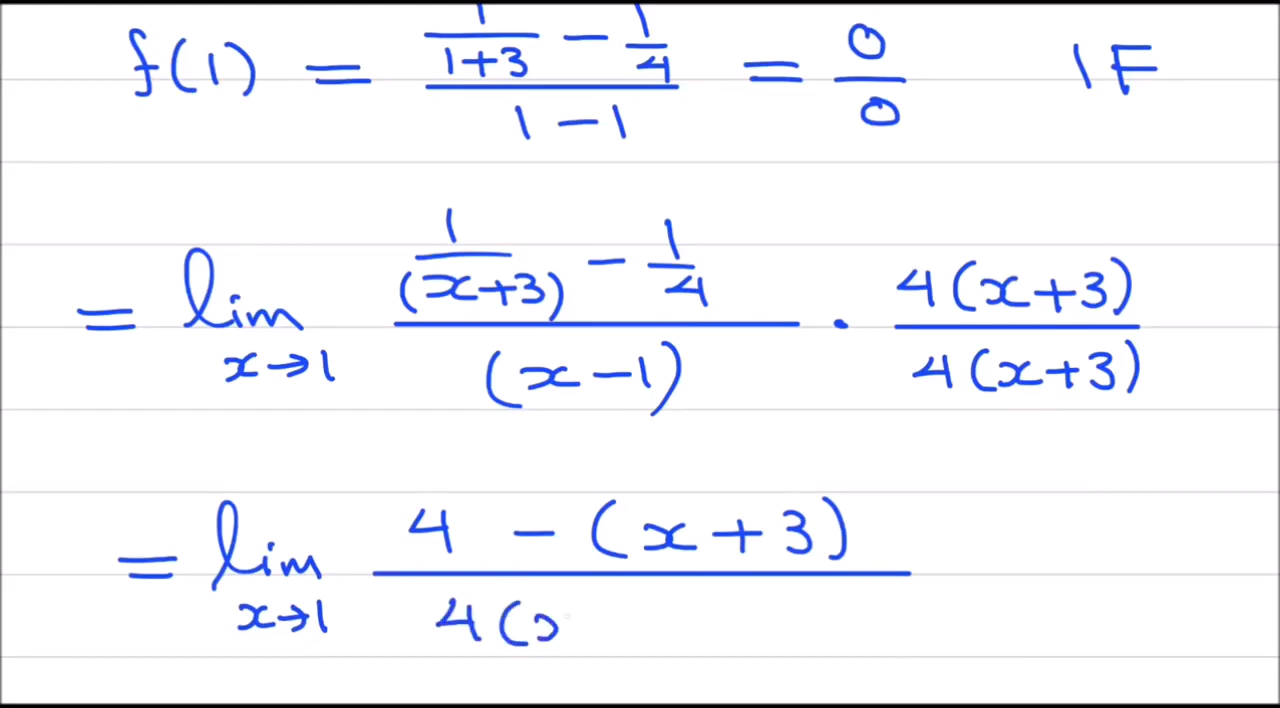 f(1) = (1/(1+3) − 1/4)/(1−1) = 0/0 IF
= lim x→1 (1/(x+3) − 1/4)/(x−1) · 4(x+3)/4(x+3)
= lim x→1 (4 − (x+3))/(4(